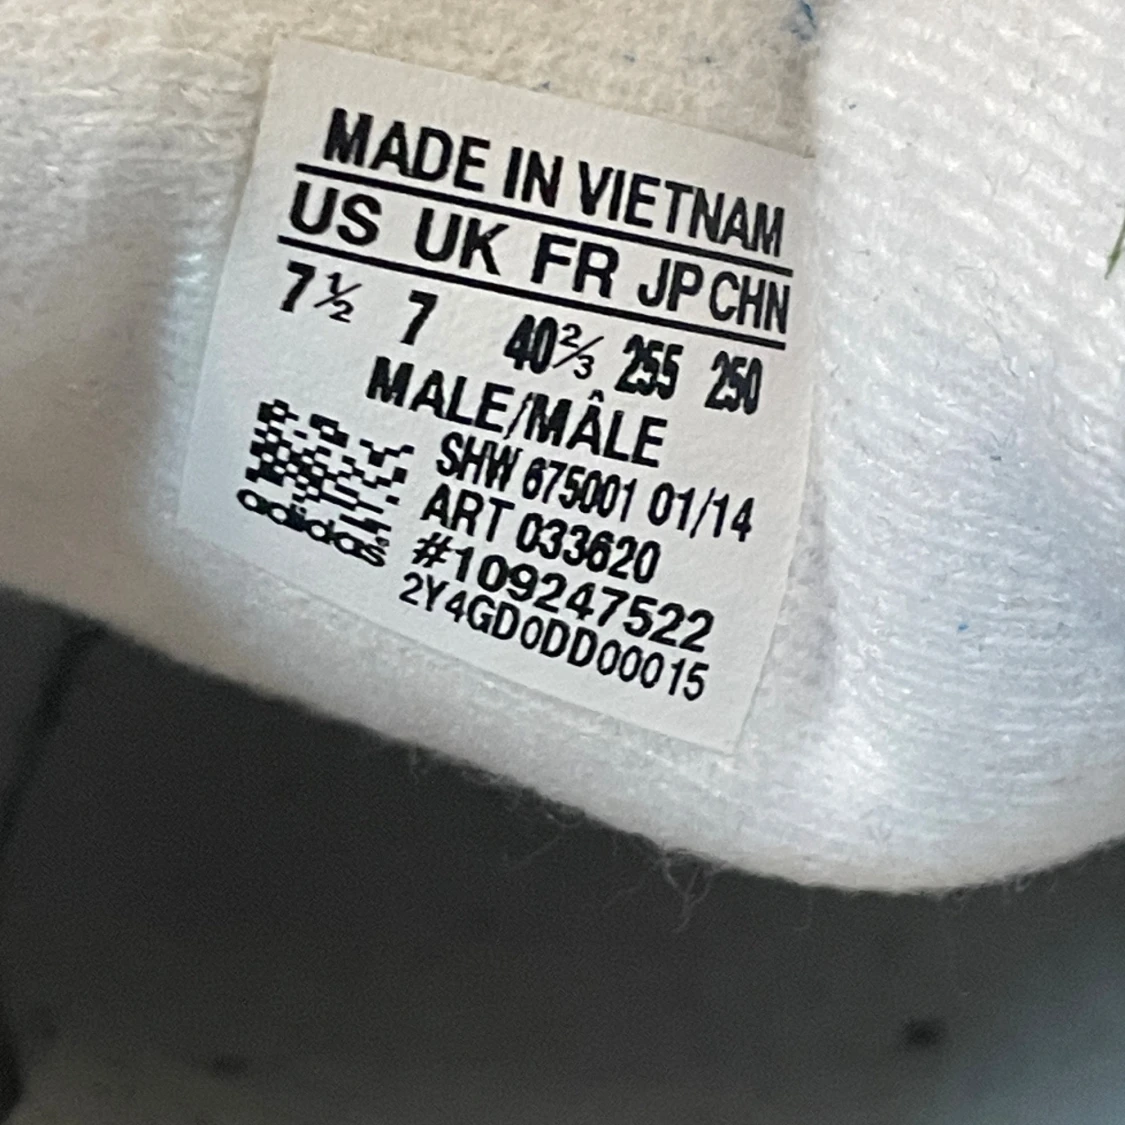 MADE IN VIETNAM
US UK FR JP CHN
7½ 7 40⅔ 255 250
MALE/MÂLE
SHW 675001 01/14
ART 033620
#109247522
2Y4GD0DD00015
adidas